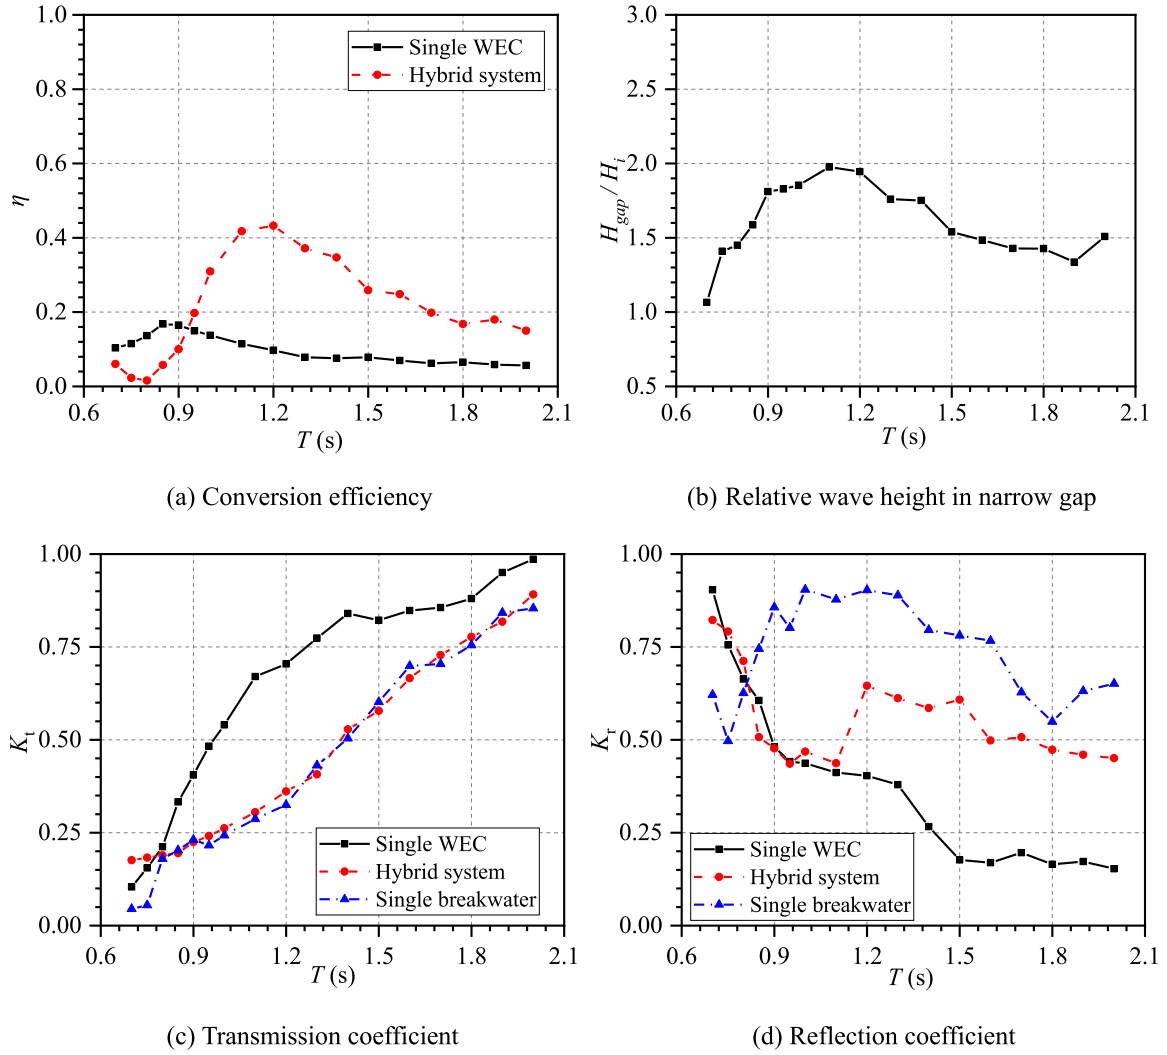 1.0
0.8
0.6
0.4
0.2
0.0
η
Single WEC
Hybrid system
0.6 0.9 1.2 1.5 1.8 2.1
T (s)
(a) Conversion efficiency
3.0
2.5
2.0
1.5
1.0
0.5
H_gap / H_i
0.6 0.9 1.2 1.5 1.8 2.1
T (s)
(b) Relative wave height in narrow gap
1.00
0.75
0.50
0.25
0.00
K_t
Single WEC
Hybrid system
Single breakwater
0.6 0.9 1.2 1.5 1.8 2.1
T (s)
(c) Transmission coefficient
1.00
0.75
0.50
0.25
0.00
K_r
Single WEC
Hybrid system
Single breakwater
0.6 0.9 1.2 1.5 1.8 2.1
T (s)
(d) Reflection coefficient